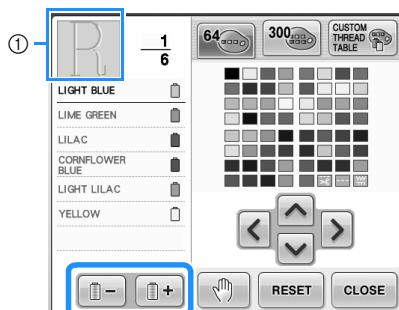 ①
R
1
6
64
300
CUSTOM
THREAD
TABLE
LIGHT BLUE
LIME GREEN
LILAC
CORNFLOWER
BLUE
LIGHT LILAC
YELLOW
−
+
RESET
CLOSE